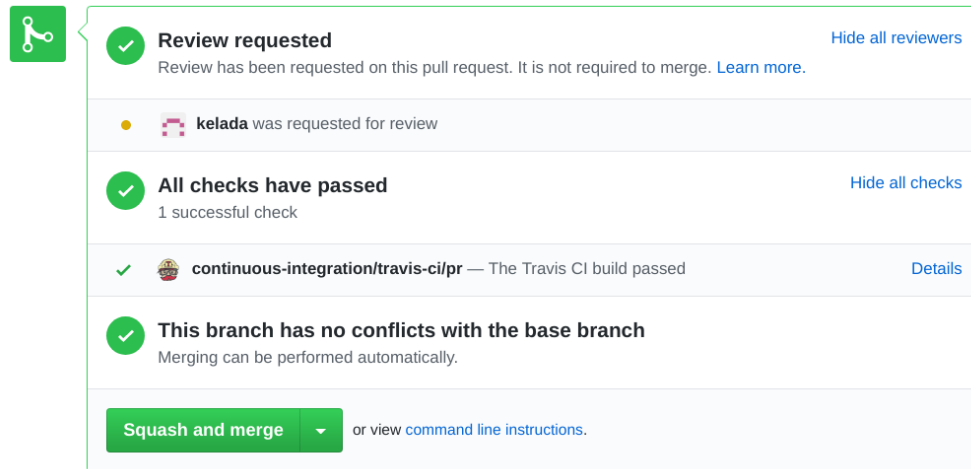 Review requested
Hide all reviewers
Review has been requested on this pull request. It is not required to merge. Learn more.
kelada was requested for review
All checks have passed
Hide all checks
1 successful check
continuous-integration/travis-ci/pr — The Travis CI build passed
Details
This branch has no conflicts with the base branch
Merging can be performed automatically.
Squash and merge
or view command line instructions.